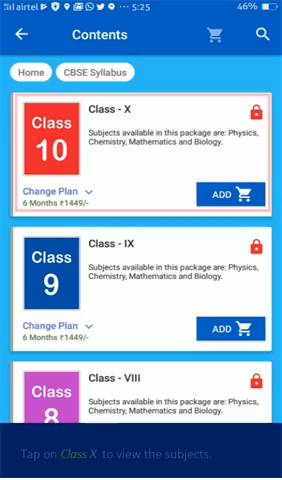 airtel 5:25 46%
Contents
Home CBSE Syllabus
Class 10
Class - X
Subjects available in this package are: Physics,
Chemistry, Mathematics and Biology.
Change Plan
6 Months ₹1449/-
ADD
Class 9
Class - IX
Subjects available in this package are: Physics,
Chemistry, Mathematics and Biology.
Change Plan
6 Months ₹1449/-
ADD
Class 8
Class - VIII
Subjects available in this package are: Physics,
Chemistry, Mathematics and Biology.
Tap on Class X to view the subjects.